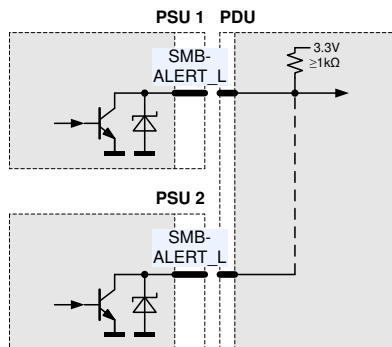 PSU 1 PDU
SMB-
ALERT_L
3.3V
≥1kΩ
PSU 2
SMB-
ALERT_L